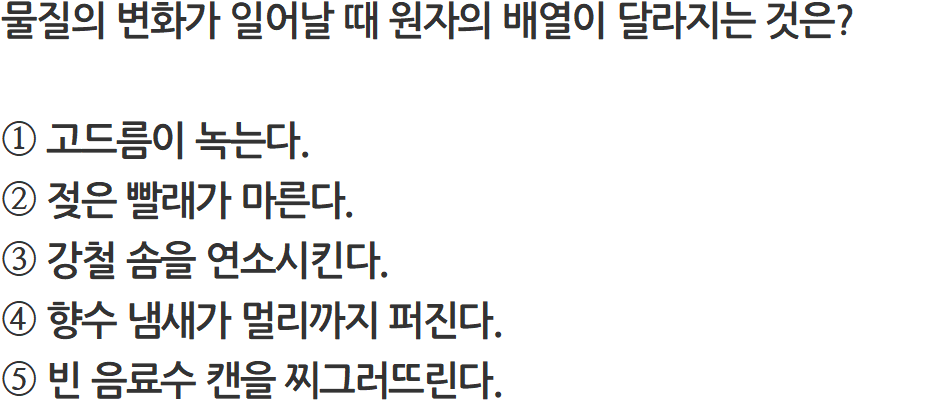 물질의 변화가 일어날 때 원자의 배열이 달라지는 것은?
① 고드름이 녹는다.
② 젖은 빨래가 마른다.
③ 강철 솜을 연소시킨다.
④ 향수 냄새가 멀리까지 퍼진다.
⑤ 빈 음료수 캔을 찌그러뜨린다.